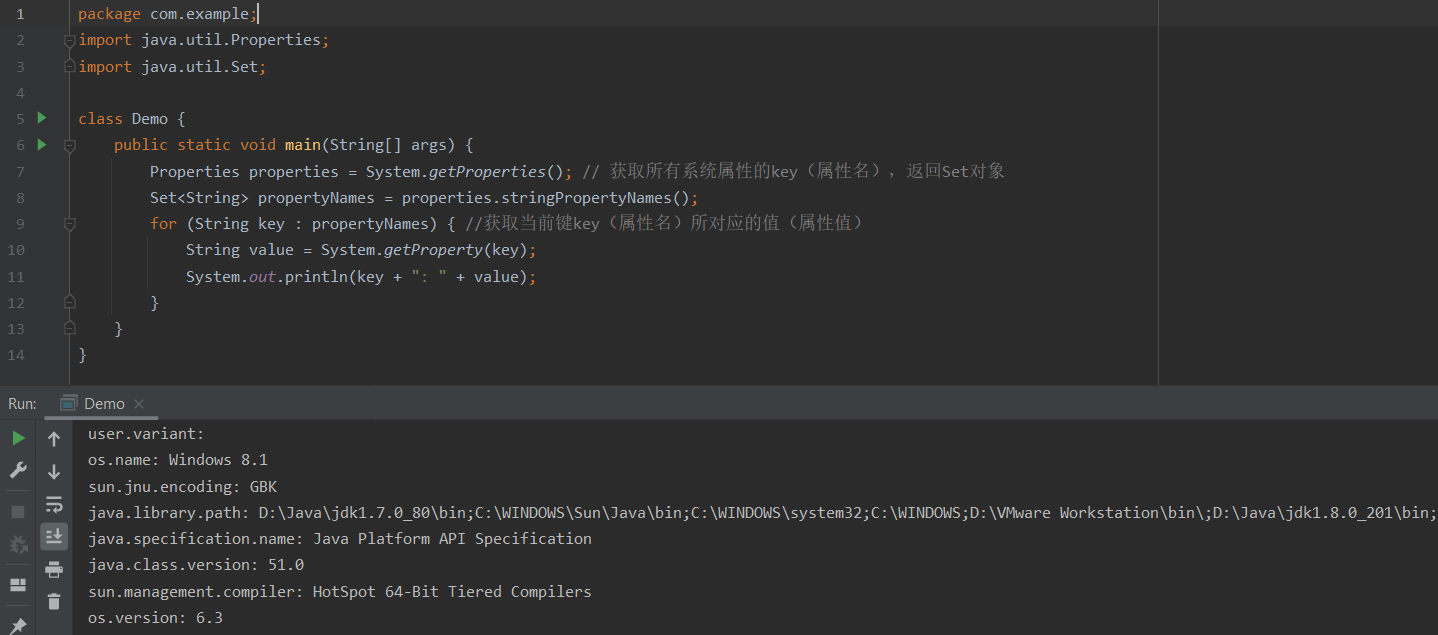 1 package com.example;
2 import java.util.Properties;
3 import java.util.Set;
4
5 class Demo {
6 public static void main(String[] args) {
7 Properties properties = System.getProperties(); // 获取所有系统属性的key（属性名），返回Set对象
8 Set<String> propertyNames = properties.stringPropertyNames();
9 for (String key : propertyNames) { //获取当前键key（属性名）所对应的值（属性值）
10 String value = System.getProperty(key);
11 System.out.println(key + ": " + value);
12 }
13 }
14 }
Run: Demo
user.variant:
os.name: Windows 8.1
sun.jnu.encoding: GBK
java.library.path: D:\Java\jdk1.7.0_80\bin;C:\WINDOWS\Sun\Java\bin;C:\WINDOWS\system32;C:\WINDOWS;D:\VMware Workstation\bin\;D:\Java\jdk1.8.0_201\bin;
java.specification.name: Java Platform API Specification
java.class.version: 51.0
sun.management.compiler: HotSpot 64-Bit Tiered Compilers
os.version: 6.3